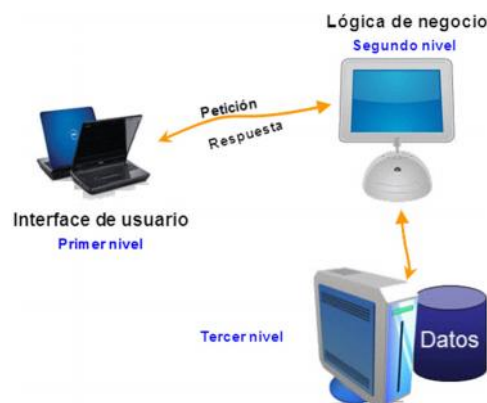 Lógica de negocio
Segundo nivel
Petición
Respuesta
Interface de usuario
Primer nivel
Tercer nivel
Datos